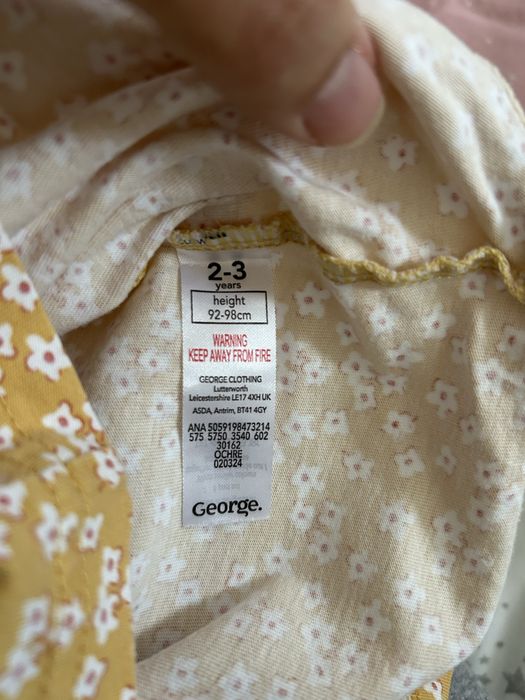 2-3
years
height
92-98cm
WARNING
KEEP AWAY FROM FIRE
GEORGE CLOTHING
Lutterworth
Leicestershire LE17 4XH UK
ASDA, Antrim, BT41 4GY
ANA 5059198473214
575 5750 3540 602
30162
OCHRE
020324
George.